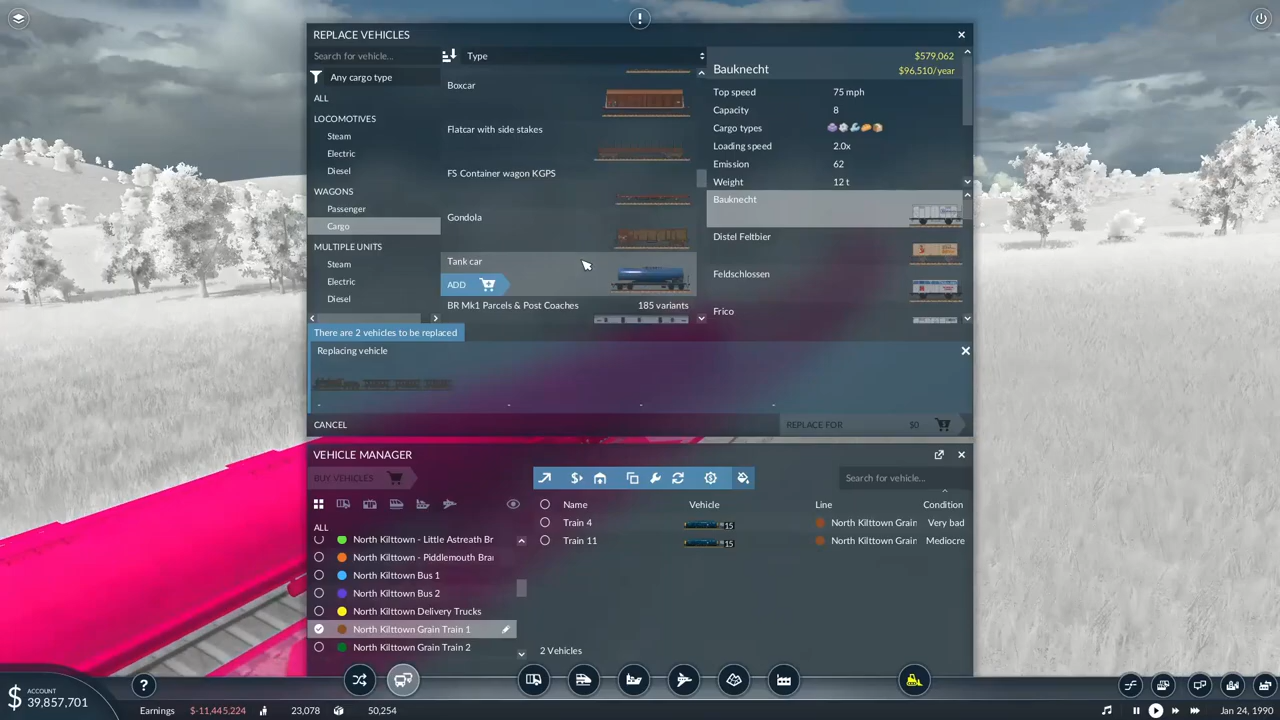 REPLACE VEHICLES
Search for vehicle...
Type
Any cargo type
ALL
LOCOMOTIVES
Steam
Electric
Diesel
WAGONS
Passenger
Cargo
MULTIPLE UNITS
Steam
Electric
Diesel
Boxcar
Flatcar with side stakes
FS Container wagon KGPS
Gondola
Tank car
ADD
BR Mk1 Parcels & Post Coaches 185 variants
$579,062
Bauknecht $96,510/year
Top speed 75 mph
Capacity 8
Cargo types
Loading speed 2.0x
Emission 62
Weight 12 t
Bauknecht
Distel Feltbier
Feldschlossen
Frico
There are 2 vehicles to be replaced
Replacing vehicle
- - - -
CANCEL
REPLACE FOR $0
VEHICLE MANAGER
BUY VEHICLES
Search for vehicle...
ALL
North Kilttown - Little Astreath Br
North Kilttown - Piddlemouth Bra
North Kilttown Bus 1
North Kilttown Bus 2
North Kilttown Delivery Trucks
North Kilttown Grain Train 1
North Kilttown Grain Train 2
Name Vehicle Line Condition
Train 4 15 North Kilttown Grain Very bad
Train 11 15 North Kilttown Grain Mediocre
2 Vehicles
$ ACCOUNT
39,857,701
?
Earnings $-11,445,224 23,078 50,254
Jan 24, 1990